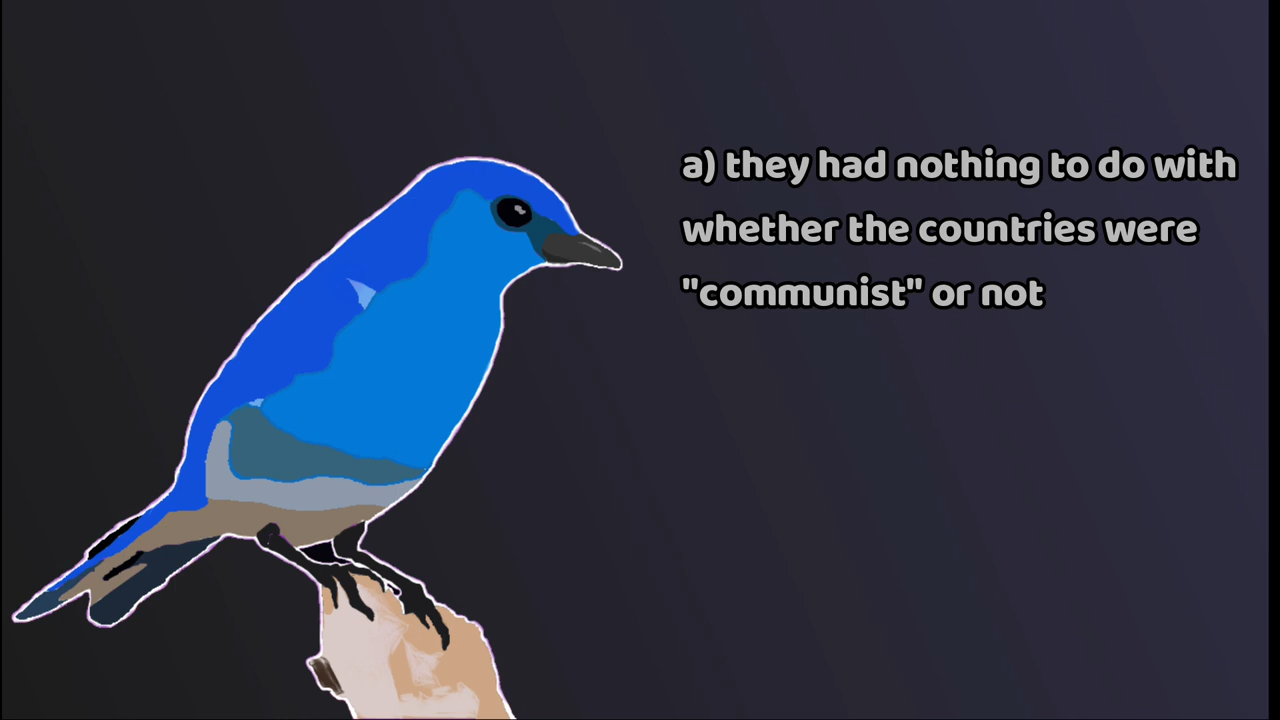 a) they had nothing to do with
whether the countries were
"communist" or not